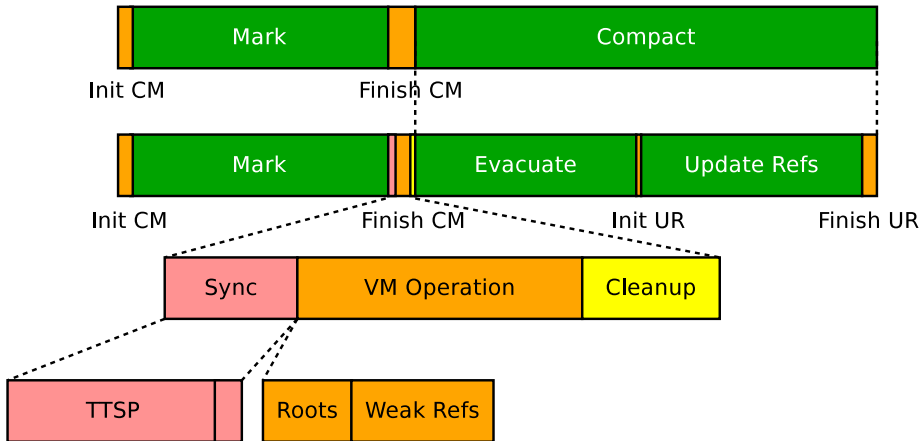 Mark Compact
Init CM Finish CM
Mark Evacuate Update Refs
Init CM Finish CM Init UR Finish UR
Sync VM Operation Cleanup
TTSP Roots Weak Refs